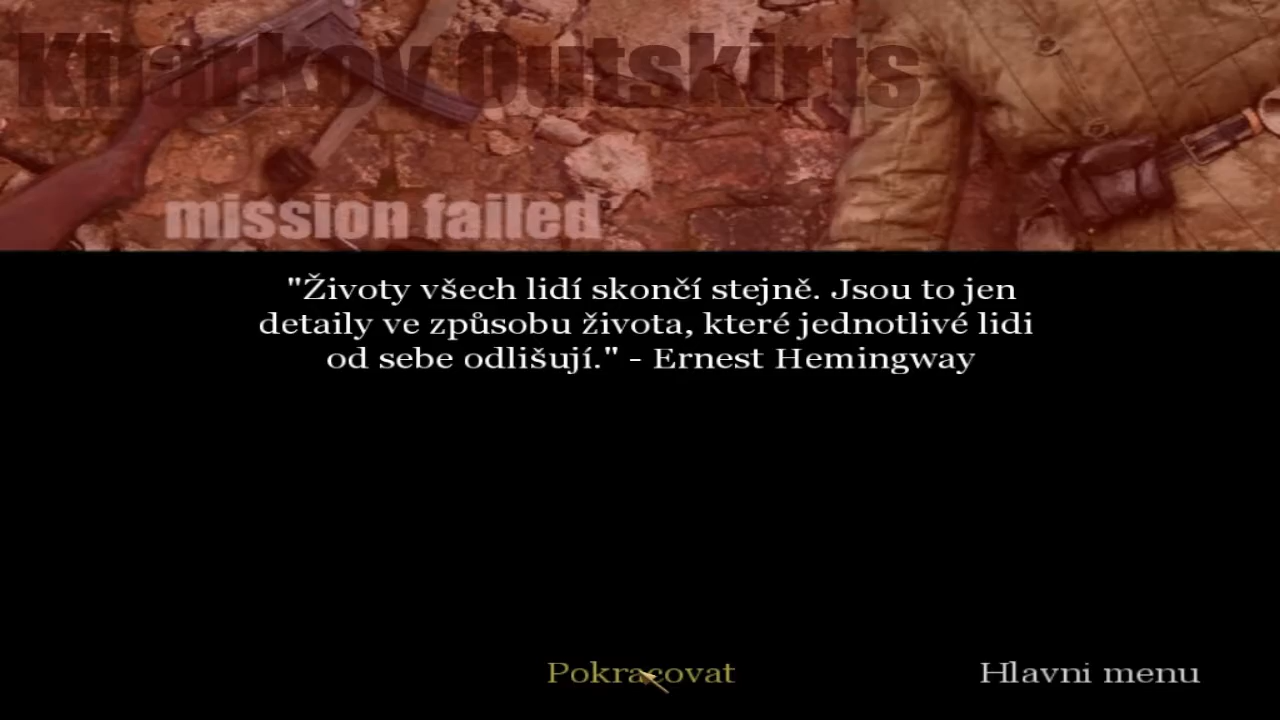 Kharkov Outskirts
mission failed
"Životy všech lidí skončí stejně. Jsou to jen
detaily ve způsobu života, které jednotlivé lidi
od sebe odlišují." - Ernest Hemingway
Pokracovat
Hlavni menu